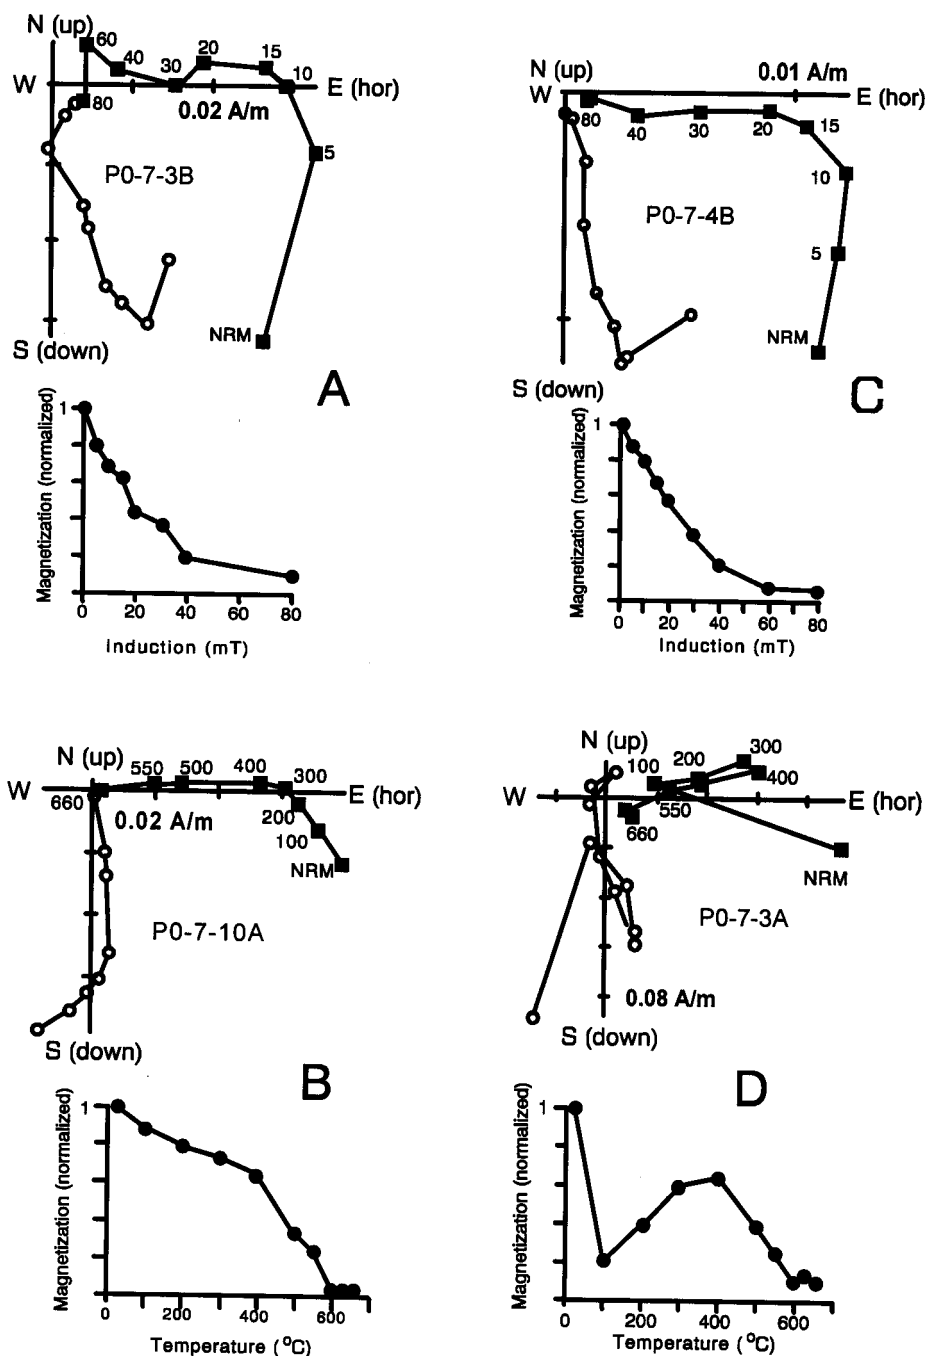 N (up)
60
40
30
20
15
10
W
E (hor)
80
0.02 A/m
5
P0-7-3B
NRM
S (down)
A
1
Magnetization (normalized)
0 20 40 60 80
Induction (mT)
N (up)
0.01 A/m
W
E (hor)
80
40
30
20
15
10
P0-7-4B
5
NRM
S (down)
C
1
Magnetization (normalized)
0 20 40 60 80
Induction (mT)
N (up)
550 500 400 300
W
E (hor)
660
0.02 A/m
200
100
NRM
P0-7-10A
S (down)
B
1
Magnetization (normalized)
0 200 400 600
Temperature (°C)
N (up)
100 200 300
400
W
E (hor)
550
660
NRM
P0-7-3A
0.08 A/m
S (down)
D
1
Magnetization (normalized)
0 200 400 600
Temperature (°C)